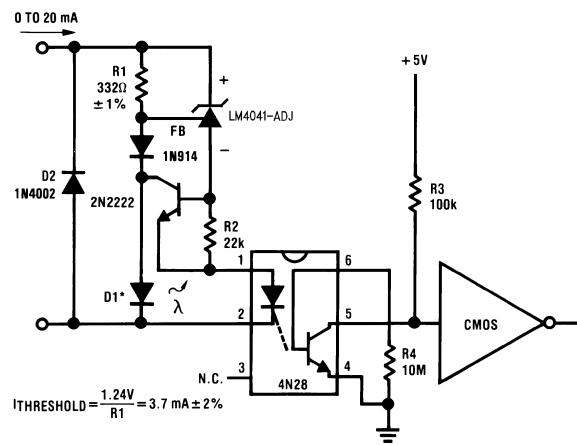 0 TO 20 mA
R1
332Ω
±1%
+
LM4041-ADJ
FB
−
1N914
+5V
D2
1N4002
2N2222
R2
22k
R3
100k
1
6
D1*
λ
2
5
CMOS
N.C.
3
4
4N28
R4
10M
ITHRESHOLD = 1.24V / R1 = 3.7 mA ± 2%